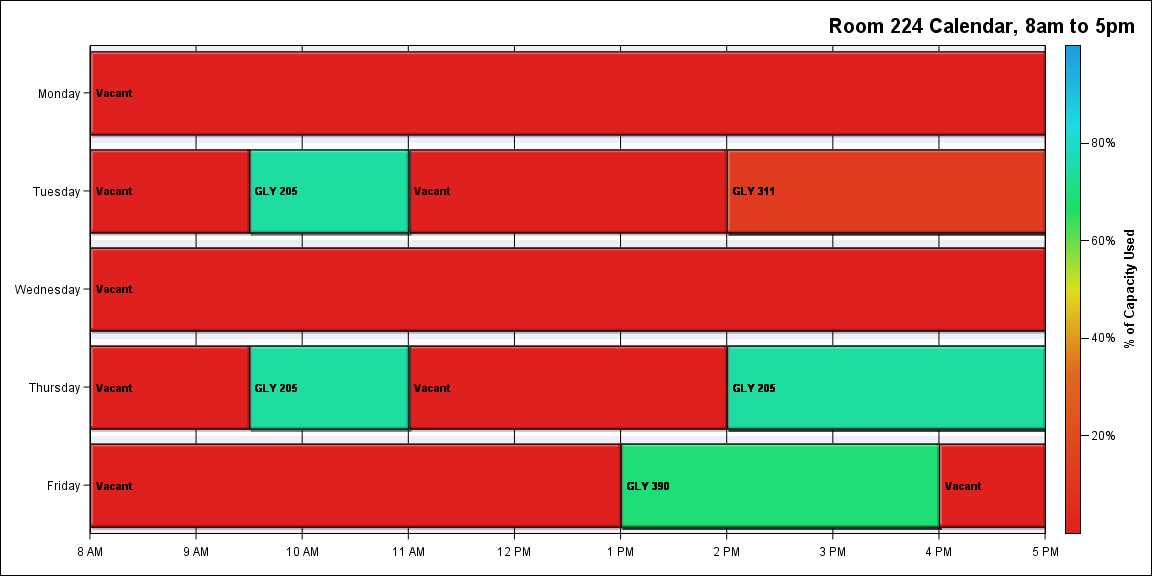 Room 224 Calendar, 8am to 5pm
Monday
Vacant
Tuesday
Vacant
GLY 205
Vacant
GLY 311
Wednesday
Vacant
Thursday
Vacant
GLY 205
Vacant
GLY 205
Friday
Vacant
GLY 390
Vacant
8 AM
9 AM
10 AM
11 AM
12 PM
1 PM
2 PM
3 PM
4 PM
5 PM
80%
60%
40%
20%
% of Capacity Used